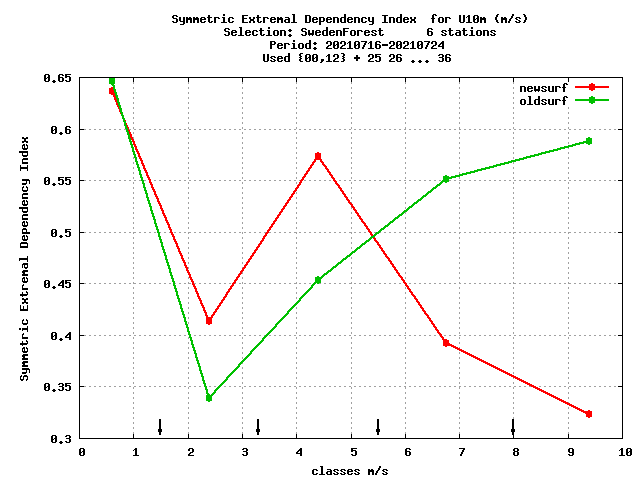 Symmetric Extremal Dependency Index  for U10m (m/s)
Selection: SwedenForest      6 stations
Period: 20210716-20210724
Used {00,12} + 25 26 ... 36
newsurf
oldsurf
Symmetric Extremal Dependency Index
0.65
0.6
0.55
0.5
0.45
0.4
0.35
0.3
0 1 2 3 4 5 6 7 8 9 10
classes m/s